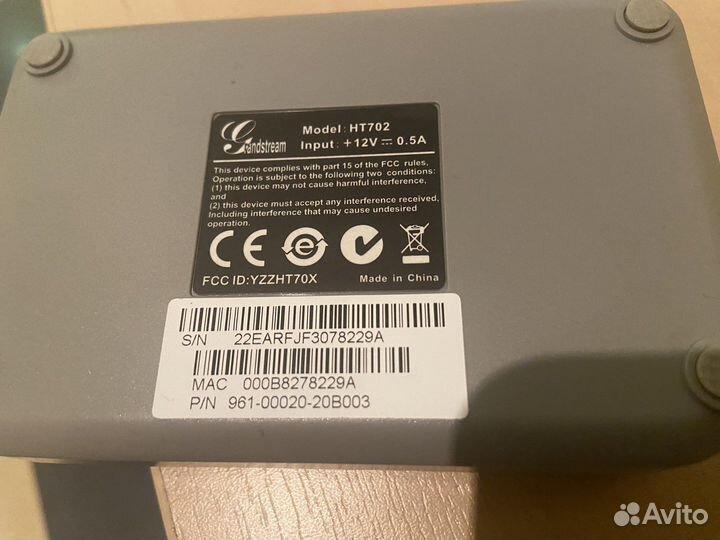 Grandstream
Model: HT702
Input: +12V ⎓ 0.5A
This device complies with part 15 of the FCC rules,
Operation is subject to the following two conditions:
(1) this device may not cause harmful interference,
and
(2) this device must accept any interference received,
Including interference that may cause undesired
operation.
CE
FCC ID:YZZHT70X
Made in China
S/N 22EARFJF3078229A
MAC 000B8278229A
P/N 961-00020-20B003
Avito